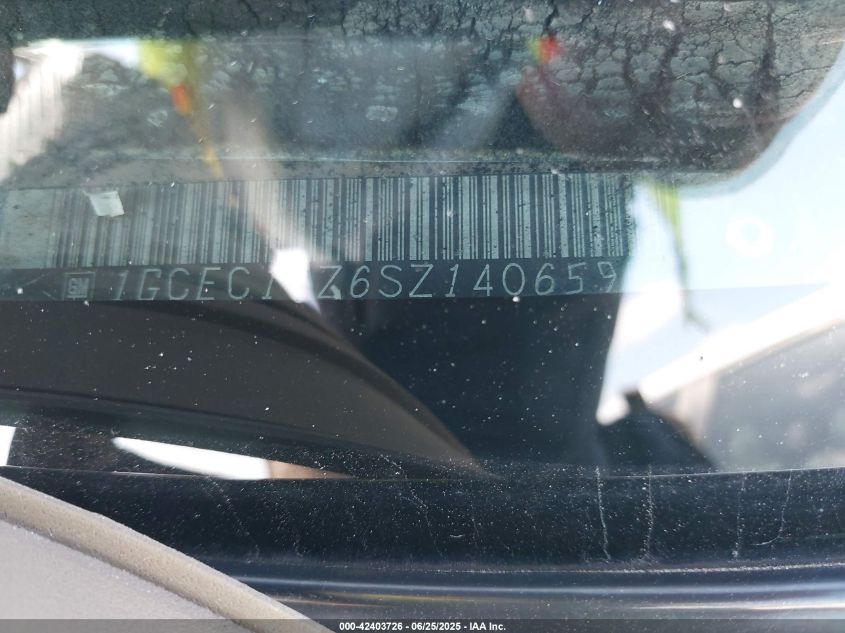 GM 1GCEC1 Z6SZ140659
000-42403726 - 06/25/2025 - IAA Inc.